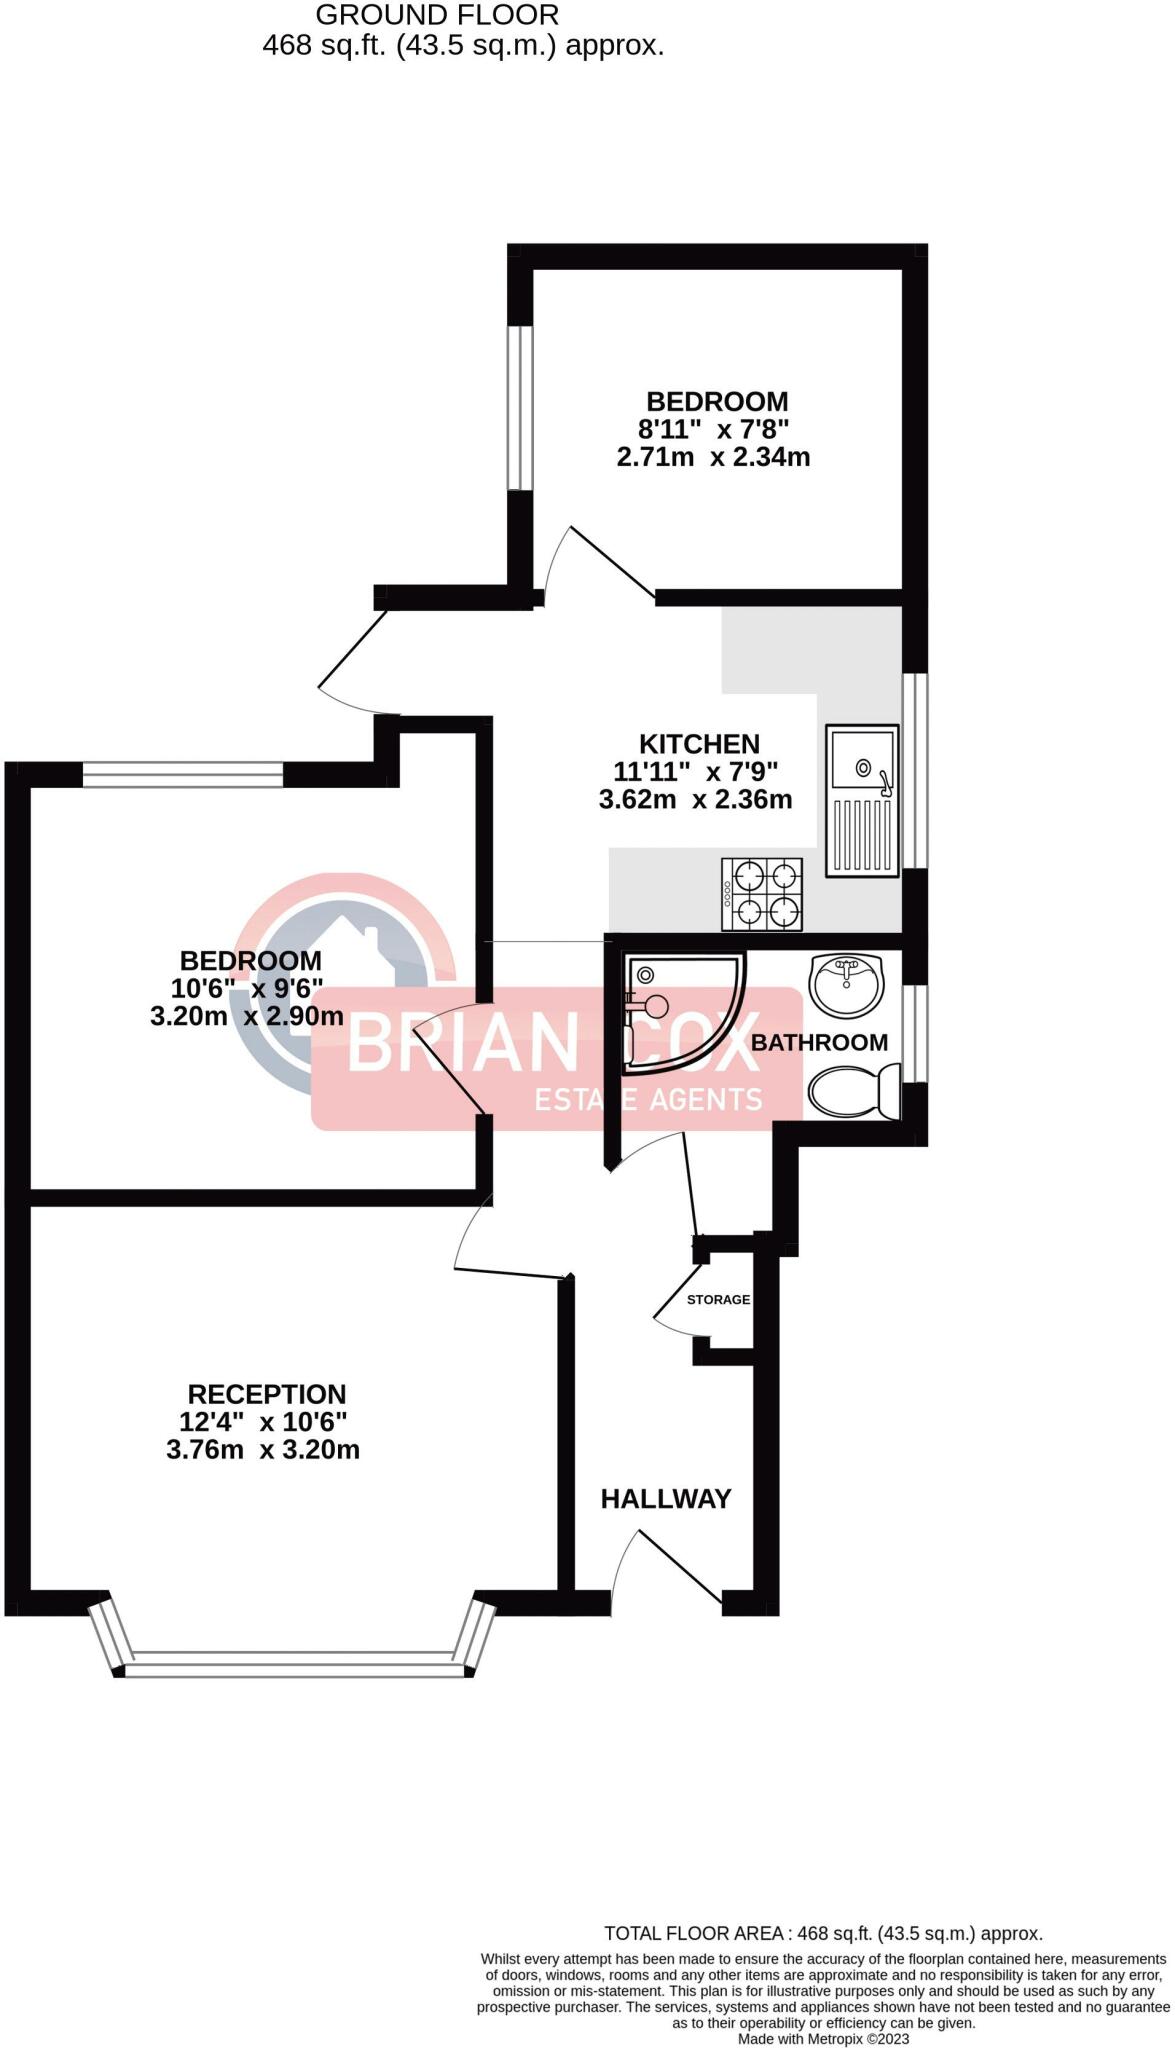 GROUND FLOOR
468 sq.ft. (43.5 sq.m.) approx.
BEDROOM
8'11" x 7'8"
2.71m x 2.34m
KITCHEN
11'11" x 7'9"
3.62m x 2.36m
BEDROOM
10'6" x 9'6"
3.20m x 2.90m
BRIAN COX
ESTATE AGENTS
BATHROOM
STORAGE
RECEPTION
12'4" x 10'6"
3.76m x 3.20m
HALLWAY
TOTAL FLOOR AREA : 468 sq.ft. (43.5 sq.m.) approx.
Whilst every attempt has been made to ensure the accuracy of the floorplan contained here, measurements
of doors, windows, rooms and any other items are approximate and no responsibility is taken for any error,
omission or mis-statement. This plan is for illustrative purposes only and should be used as such by any
prospective purchaser. The services, systems and appliances shown have not been tested and no guarantee
as to their operability or efficiency can be given.
Made with Metropix ©2023